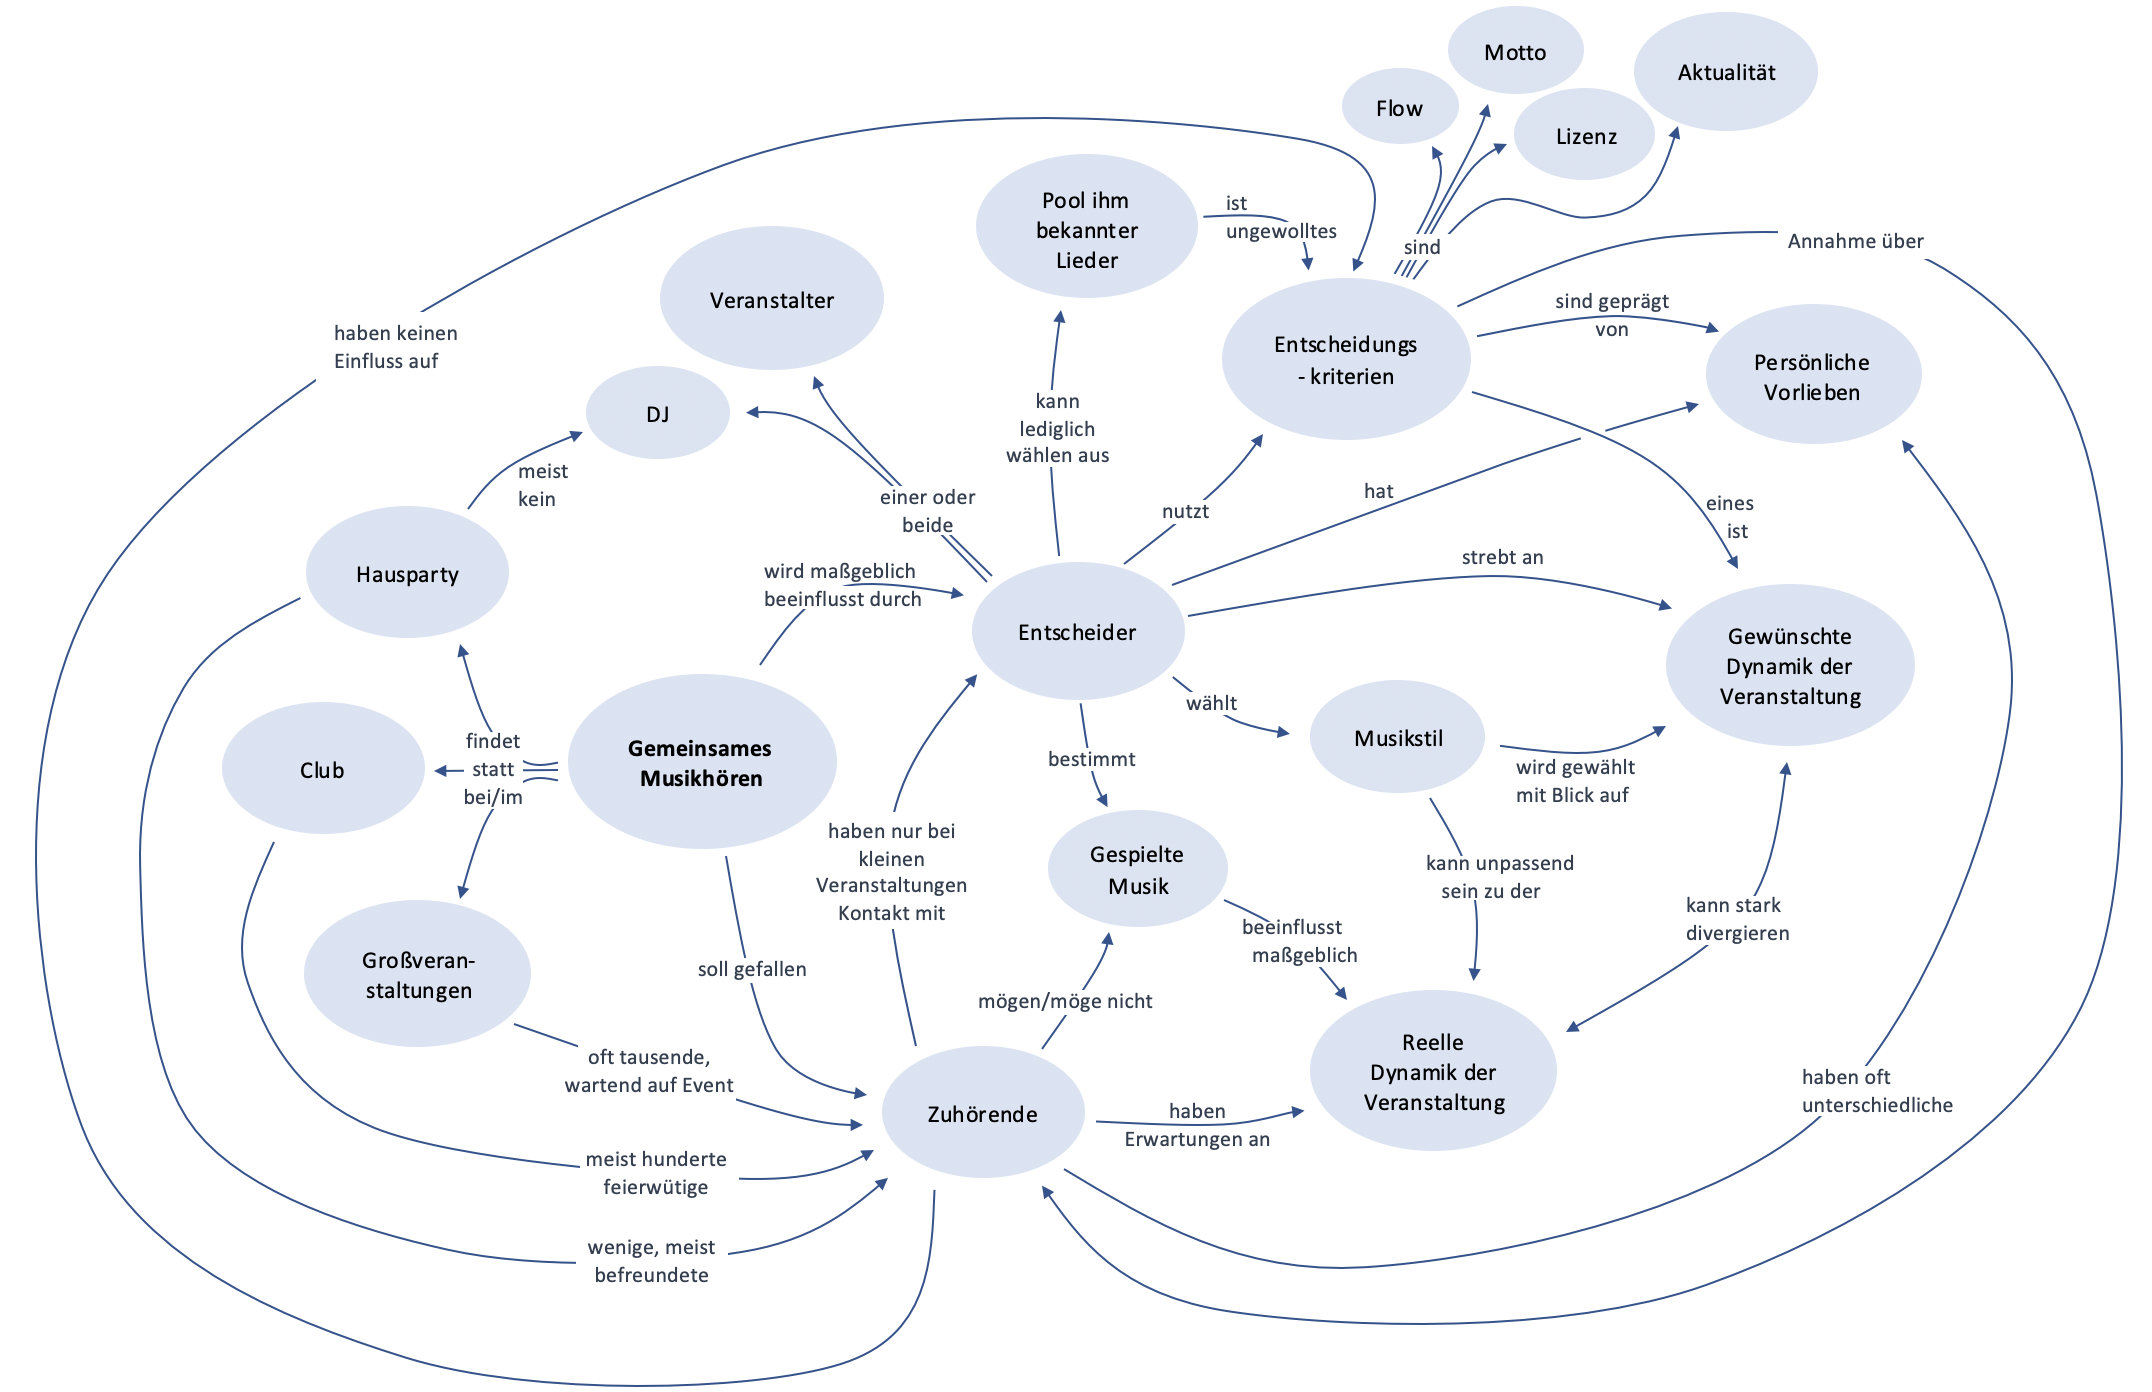 Motto
Aktualität
Flow
Lizenz
Pool ihm
bekannter
Lieder
ist
ungewolltes
sind
Annahme über
Veranstalter
sind geprägt
von
haben keinen
Einfluss auf
Entscheidungs
- kriterien
Persönliche
Vorlieben
DJ
kann
lediglich
wählen aus
meist
kein
einer oder
beide
nutzt
hat
eines
ist
Hausparty
wird maßgeblich
beeinflusst durch
strebt an
Entscheider
Gewünschte
Dynamik der
Veranstaltung
wählt
Musikstil
findet
statt
bei/im
Club
Gemeinsames
Musikhören
bestimmt
wird gewählt
mit Blick auf
haben nur bei
kleinen
Veranstaltungen
Kontakt mit
Gespielte
Musik
kann unpassend
sein zu der
kann stark
divergieren
beeinflusst
maßgeblich
Großveran-
staltungen
soll gefallen
mögen/möge nicht
Reelle
Dynamik der
Veranstaltung
oft tausende,
wartend auf Event
haben oft
unterschiedliche
Zuhörende
haben
Erwartungen an
meist hunderte
feierwütige
wenige, meist
befreundete